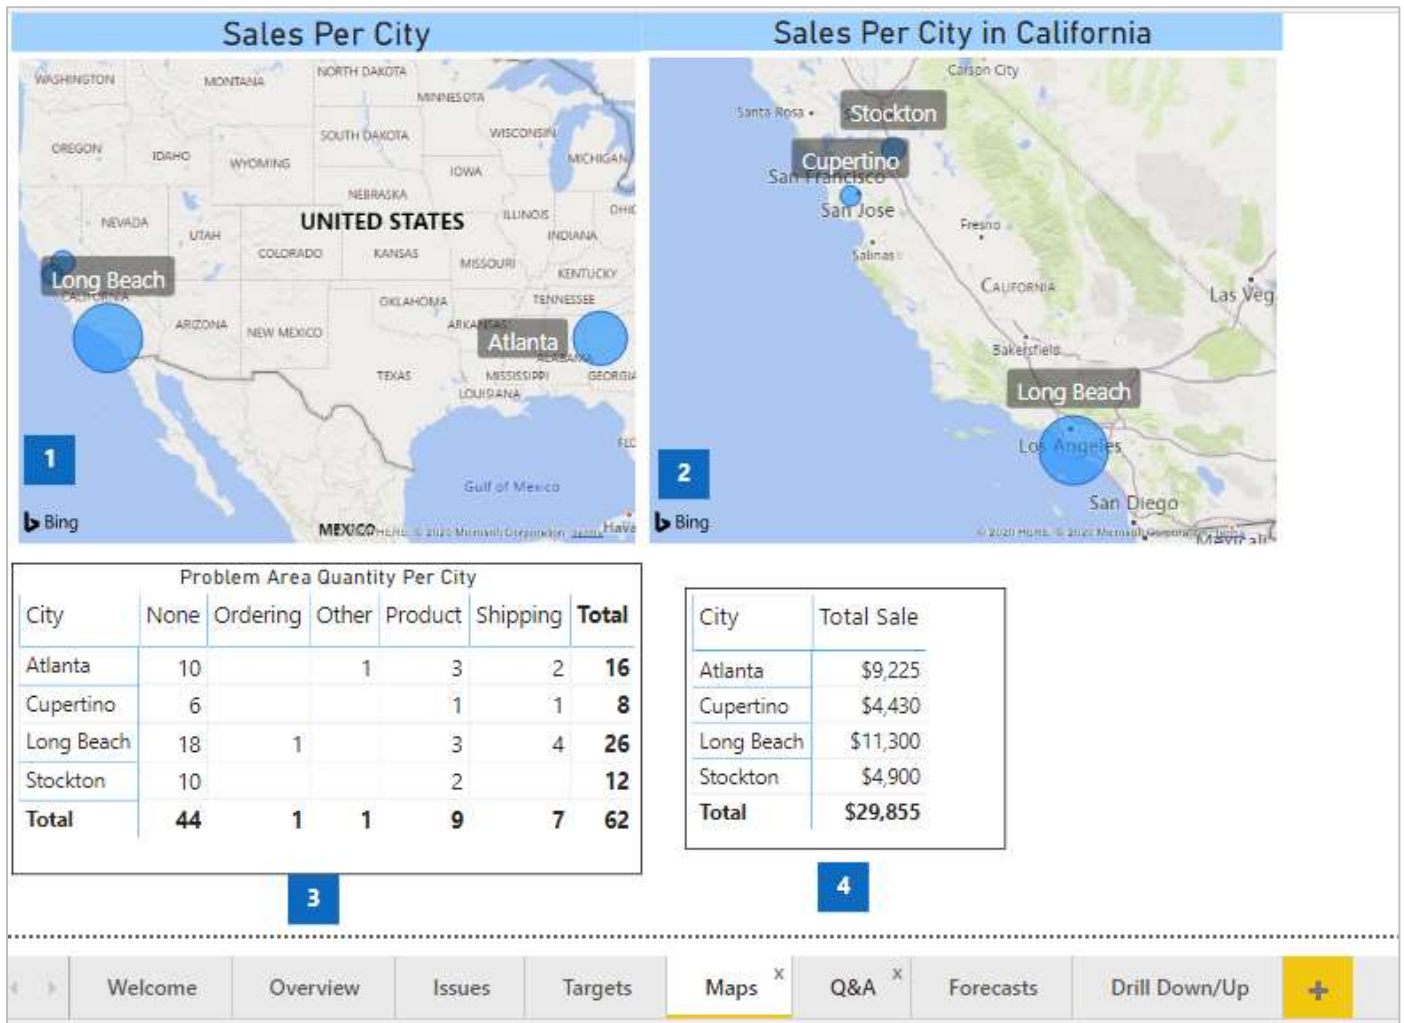 Sales Per City
Sales Per City in California
WASHINGTON
MONTANA
NORTH DAKOTA
MINNESOTA
OREGON
IDAHO
SOUTH DAKOTA
WISCONSIN
WYOMING
IOWA
MICHIGAN
NEBRASKA
NEVADA
UNITED STATES
ILLINOIS
UTAH
INDIANA
COLORADO
KANSAS
MISSOURI
KENTUCKY
Long Beach
CALIFORNIA
OKLAHOMA
TENNESSEE
ARIZONA
NEW MEXICO
Atlanta
ALABAMA
TEXAS
MISSISSIPPI
GEORGIA
LOUISIANA
1
Gulf of Mexico
Bing
MEXICO
Carson City
Santa Rosa
Stockton
Cupertino
San Francisco
San Jose
Fresno
Salinas
CALIFORNIA
Las Veg
Bakersfield
Long Beach
Los Angeles
2
San Diego
Bing
Mexicali
Problem Area Quantity Per City
City None Ordering Other Product Shipping Total
Atlanta 10 1 3 2 16
Cupertino 6 1 1 8
Long Beach 18 1 3 4 26
Stockton 10 2 12
Total 44 1 1 9 7 62
3
City Total Sale
Atlanta $9,225
Cupertino $4,430
Long Beach $11,300
Stockton $4,900
Total $29,855
4
Welcome Overview Issues Targets Maps x Q&A x Forecasts Drill Down/Up +